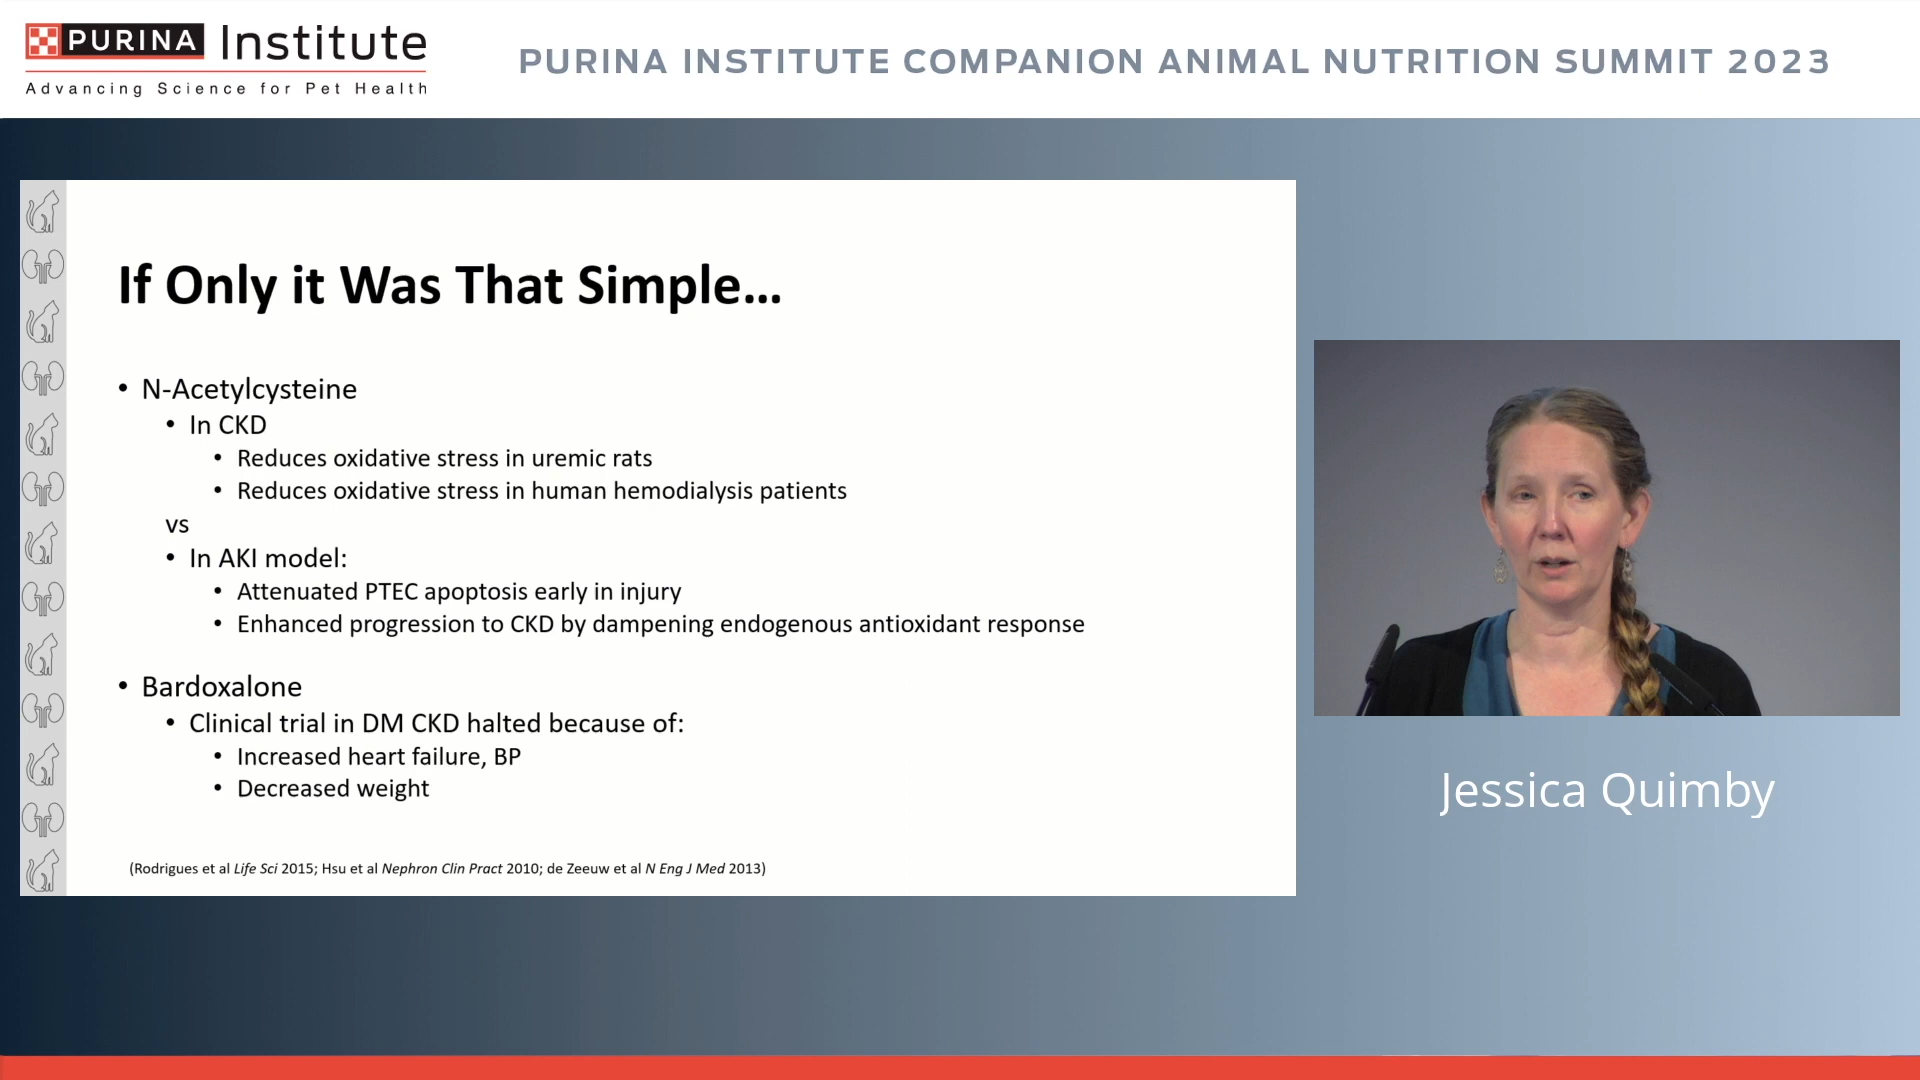 PURINA Institute
Advancing Science for Pet Health
PURINA INSTITUTE COMPANION ANIMAL NUTRITION SUMMIT 2023
If Only it Was That Simple...
• N-Acetylcysteine
• In CKD
• Reduces oxidative stress in uremic rats
• Reduces oxidative stress in human hemodialysis patients
vs
• In AKI model:
• Attenuated PTEC apoptosis early in injury
• Enhanced progression to CKD by dampening endogenous antioxidant response
• Bardoxalone
• Clinical trial in DM CKD halted because of:
• Increased heart failure, BP
• Decreased weight
(Rodrigues et al Life Sci 2015; Hsu et al Nephron Clin Pract 2010; de Zeeuw et al N Eng J Med 2013)
Jessica Quimby